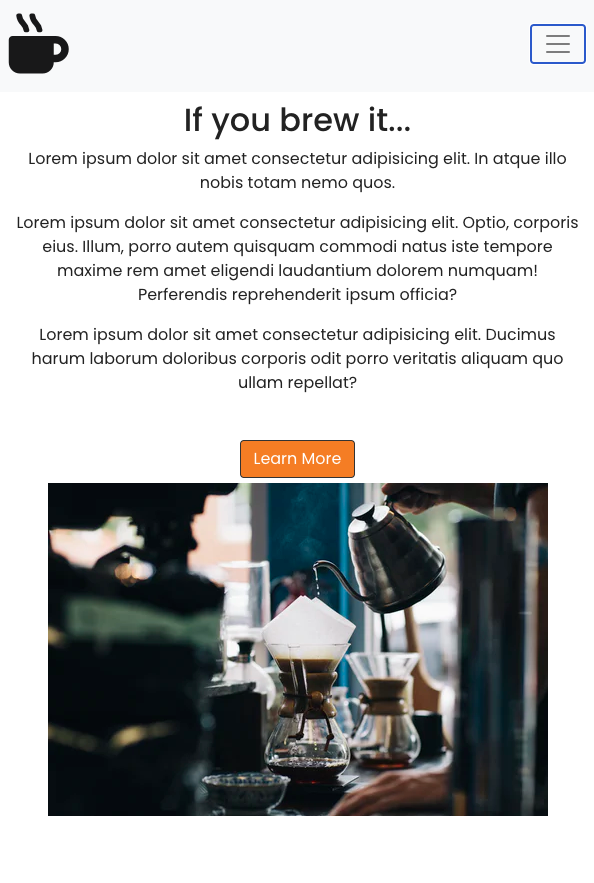 If you brew it...
Lorem ipsum dolor sit amet consectetur adipisicing elit. In atque illo
nobis totam nemo quos.
Lorem ipsum dolor sit amet consectetur adipisicing elit. Optio, corporis
eius. Illum, porro autem quisquam commodi natus iste tempore
maxime rem amet eligendi laudantium dolorem numquam!
Perferendis reprehenderit ipsum officia?
Lorem ipsum dolor sit amet consectetur adipisicing elit. Ducimus
harum laborum doloribus corporis odit porro veritatis aliquam quo
ullam repellat?
Learn More